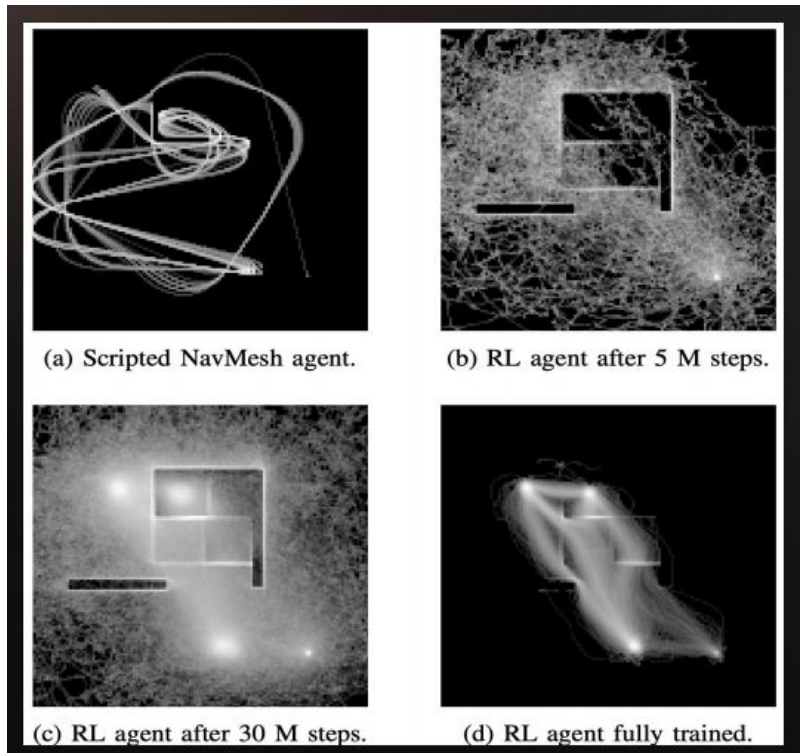 (a) Scripted NavMesh agent.
(b) RL agent after 5 M steps.
(c) RL agent after 30 M steps.
(d) RL agent fully trained.